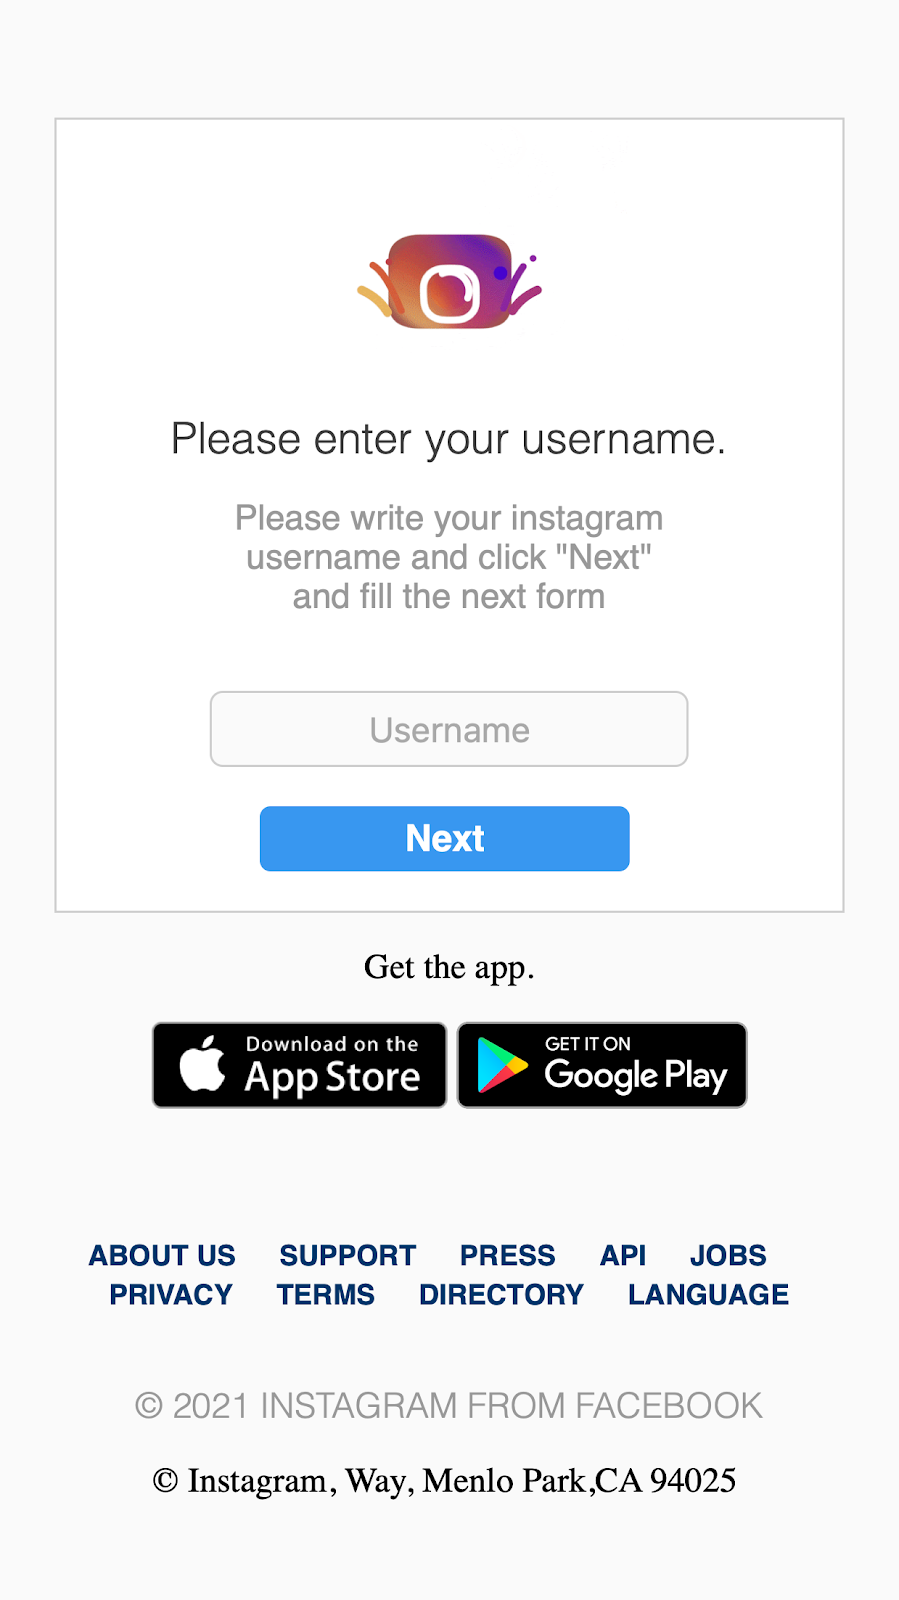 Please enter your username.
Please write your instagram
username and click "Next"
and fill the next form
Username
Next
Get the app.
Download on the
App Store
GET IT ON
Google Play
ABOUT US SUPPORT PRESS API JOBS
PRIVACY TERMS DIRECTORY LANGUAGE
© 2021 INSTAGRAM FROM FACEBOOK
© Instagram, Way, Menlo Park,CA 94025